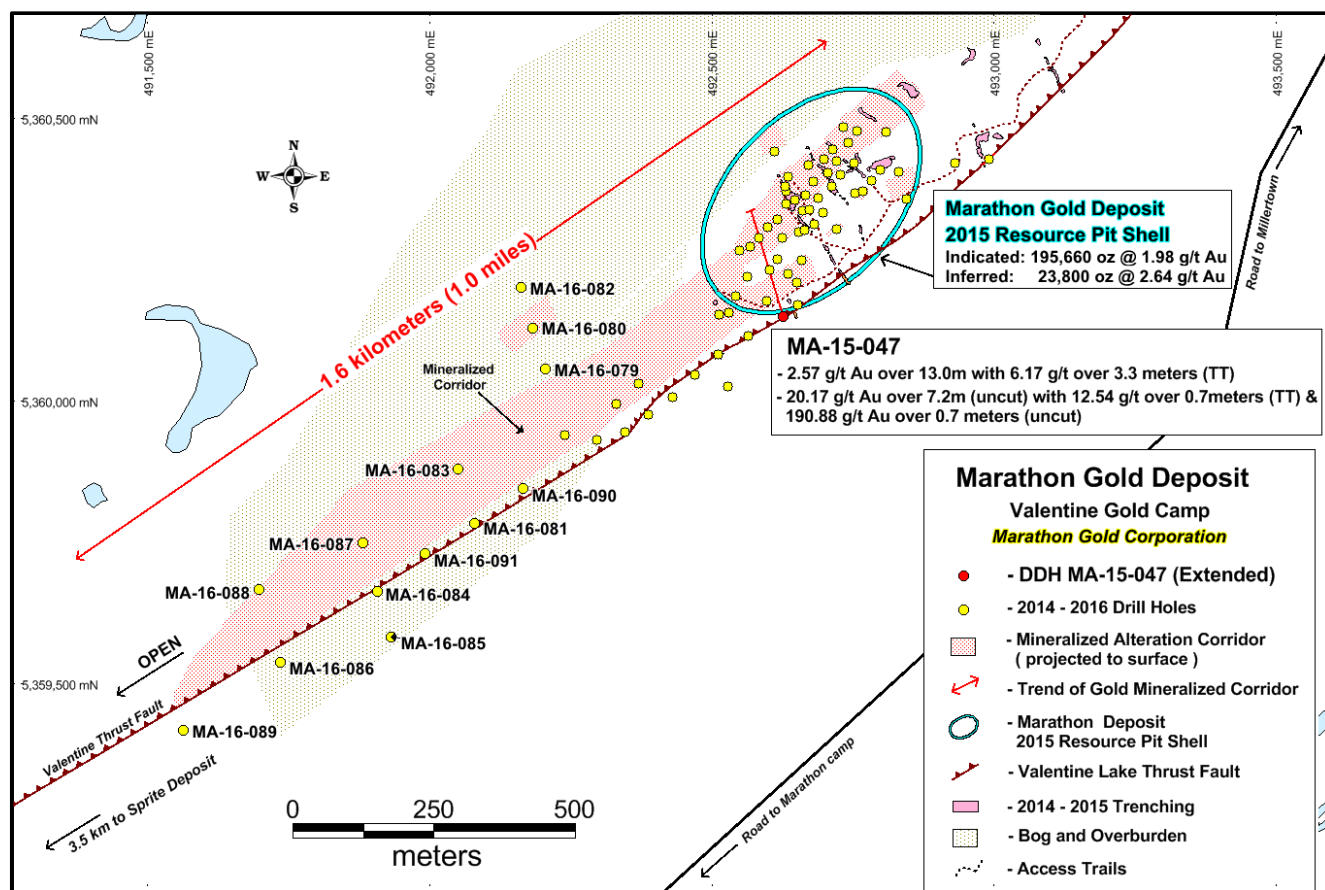 491,500 mE
492,000 mE
492,500 mE
493,000 mE
493,500 mE
5,360,500 mN
N
W E
S
1.6 kilometers (1.0 miles)
Road to Millertown
Marathon Gold Deposit
2015 Resource Pit Shell
Indicated: 195,660 oz @ 1.98 g/t Au
Inferred: 23,800 oz @ 2.64 g/t Au
MA-16-082
MA-16-080
MA-16-079
Mineralized
Corridor
MA-15-047
- 2.57 g/t Au over 13.0m with 6.17 g/t over 3.3 meters (TT)
- 20.17 g/t Au over 7.2m (uncut) with 12.54 g/t over 0.7meters (TT) &
190.88 g/t Au over 0.7 meters (uncut)
5,360,000 mN
MA-16-083
MA-16-090
MA-16-081
MA-16-087
MA-16-091
MA-16-088
MA-16-084
MA-16-085
OPEN
MA-16-086
5,359,500 mN
Valentine Thrust Fault
MA-16-089
3.5 km to Sprite Deposit
0 250 500
meters
Road to Marathon camp
Marathon Gold Deposit
Valentine Gold Camp
Marathon Gold Corporation
- DDH MA-15-047 (Extended)
- 2014 - 2016 Drill Holes
- Mineralized Alteration Corridor
( projected to surface )
- Trend of Gold Mineralized Corridor
- Marathon Deposit
2015 Resource Pit Shell
- Valentine Lake Thrust Fault
- 2014 - 2015 Trenching
- Bog and Overburden
- Access Trails